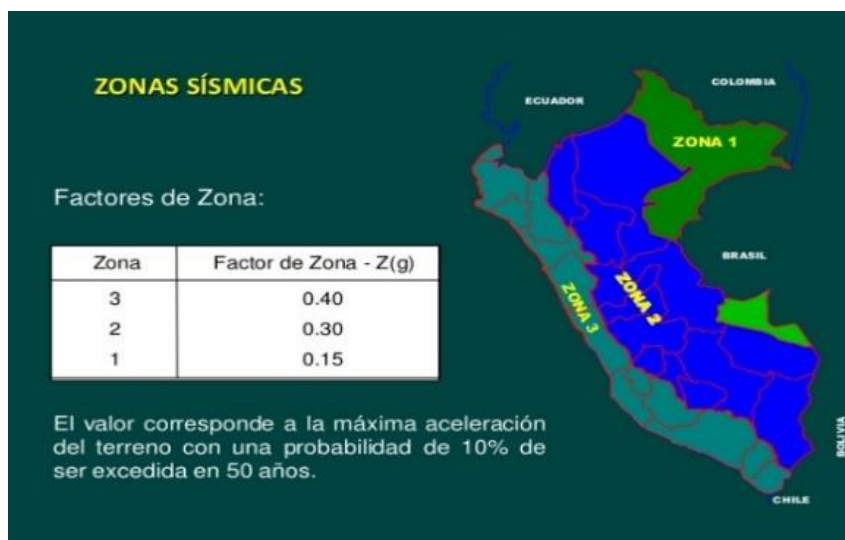 ZONAS SÍSMICAS
Factores de Zona:
Zona Factor de Zona - Z(g)
3 0.40
2 0.30
1 0.15
El valor corresponde a la máxima aceleración
del terreno con una probabilidad de 10% de
ser excedida en 50 años.
ECUADOR
COLOMBIA
ZONA 1
BRASIL
ZONA 2
ZONA 3
BOLIVIA
CHILE